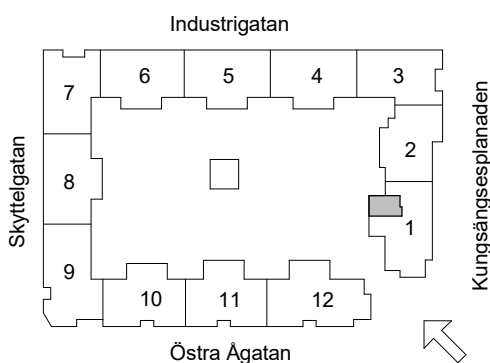 Industrigatan
6 5 4 3
7
2
Skyttelgatan
8
Kungsängsesplanaden
1
9
10 11 12
Östra Ågatan